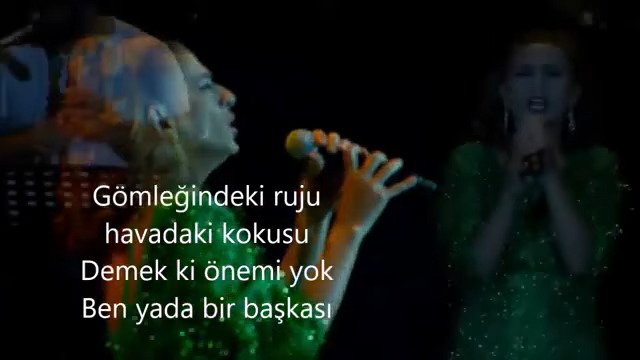 Gömleğindeki ruju
havadaki kokusu
Demek ki önemi yok
Ben yada bir başkası